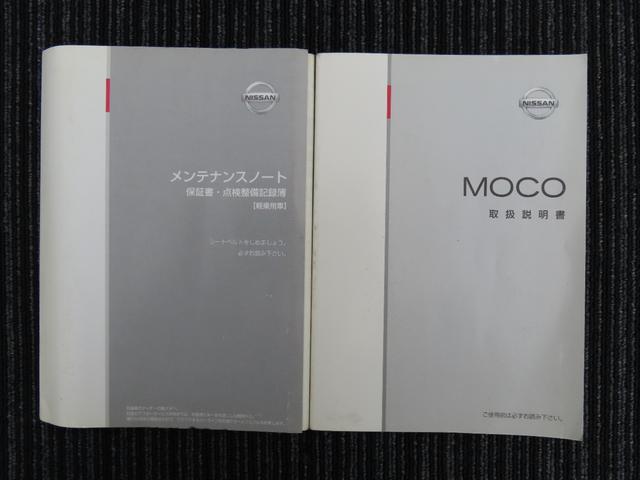 NISSAN
メンテナンスノート
保証書・点検整備記録簿
【軽乗用車】
シートベルトをしめましょう。
必ずお読み下さい。
NISSAN
MOCO
取扱説明書
ご使用前は必ずお読み下さい。